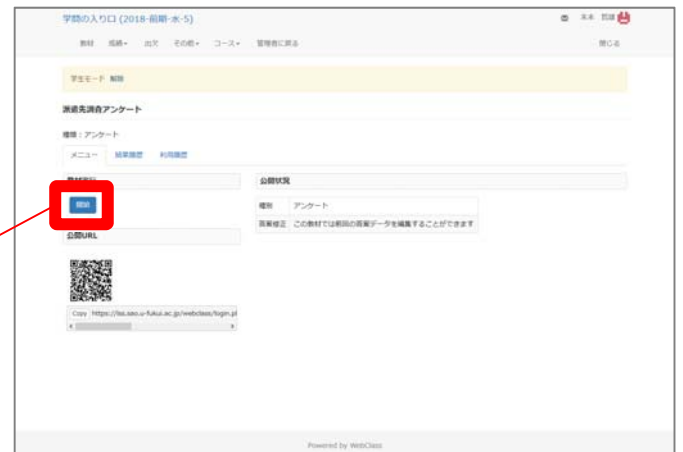 学問の入り口 (2018-前期-水-5)
教材 成績 出欠 その他 コース 管理者に戻る 閉じる
学生モード 解除
派遣先調査アンケート
種類：アンケート
メニュー 結果履歴 利用履歴
公開状況
開始
種別 アンケート
再実修正 この教材では前回の回答データを編集することができます
公開URL
Copy https://lss.sao.u-fukui.ac.jp/webclass/login.pl
Powered by WebClass